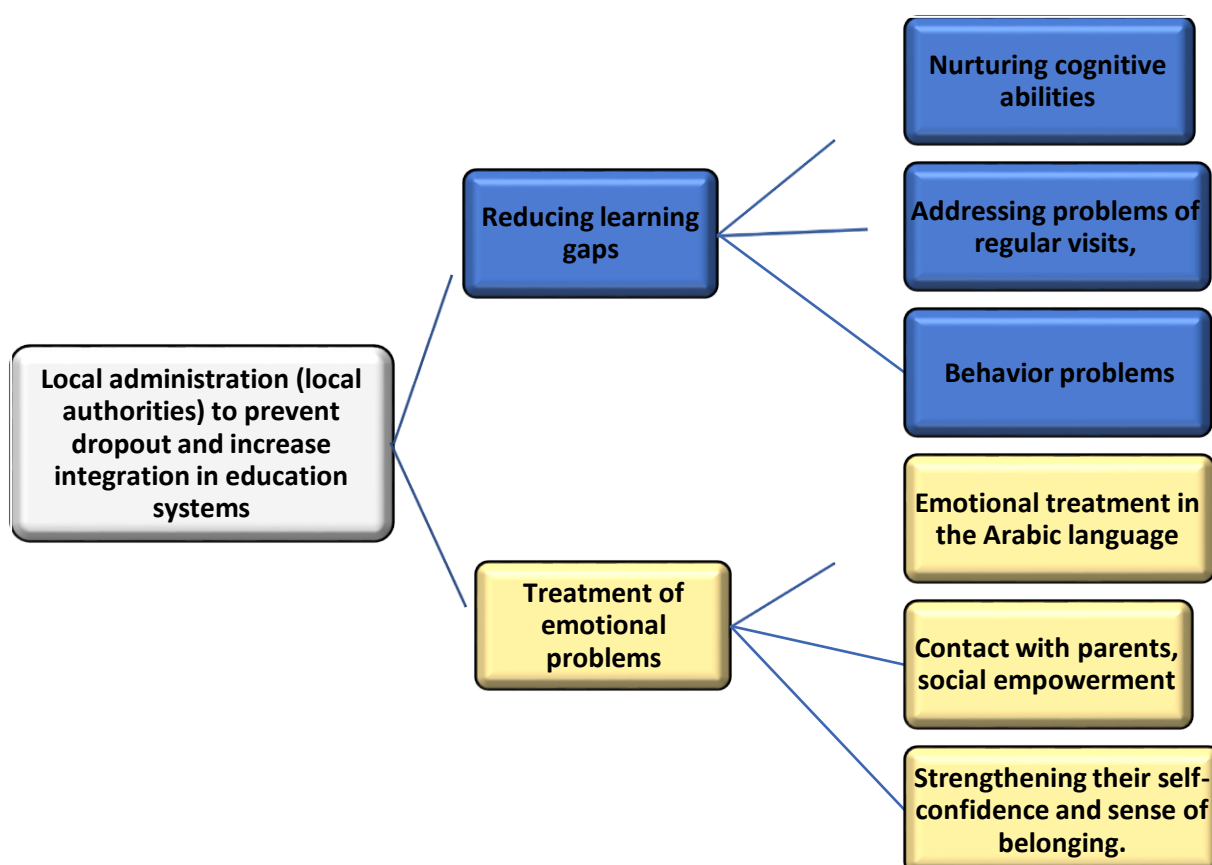 Local administration (local
authorities) to prevent
dropout and increase
integration in education
systems
Reducing learning
gaps
Nurturing cognitive
abilities
Addressing problems of
regular visits,
Behavior problems
Treatment of
emotional
problems
Emotional treatment in
the Arabic language
Contact with parents,
social empowerment
Strengthening their self-
confidence and sense of
belonging.